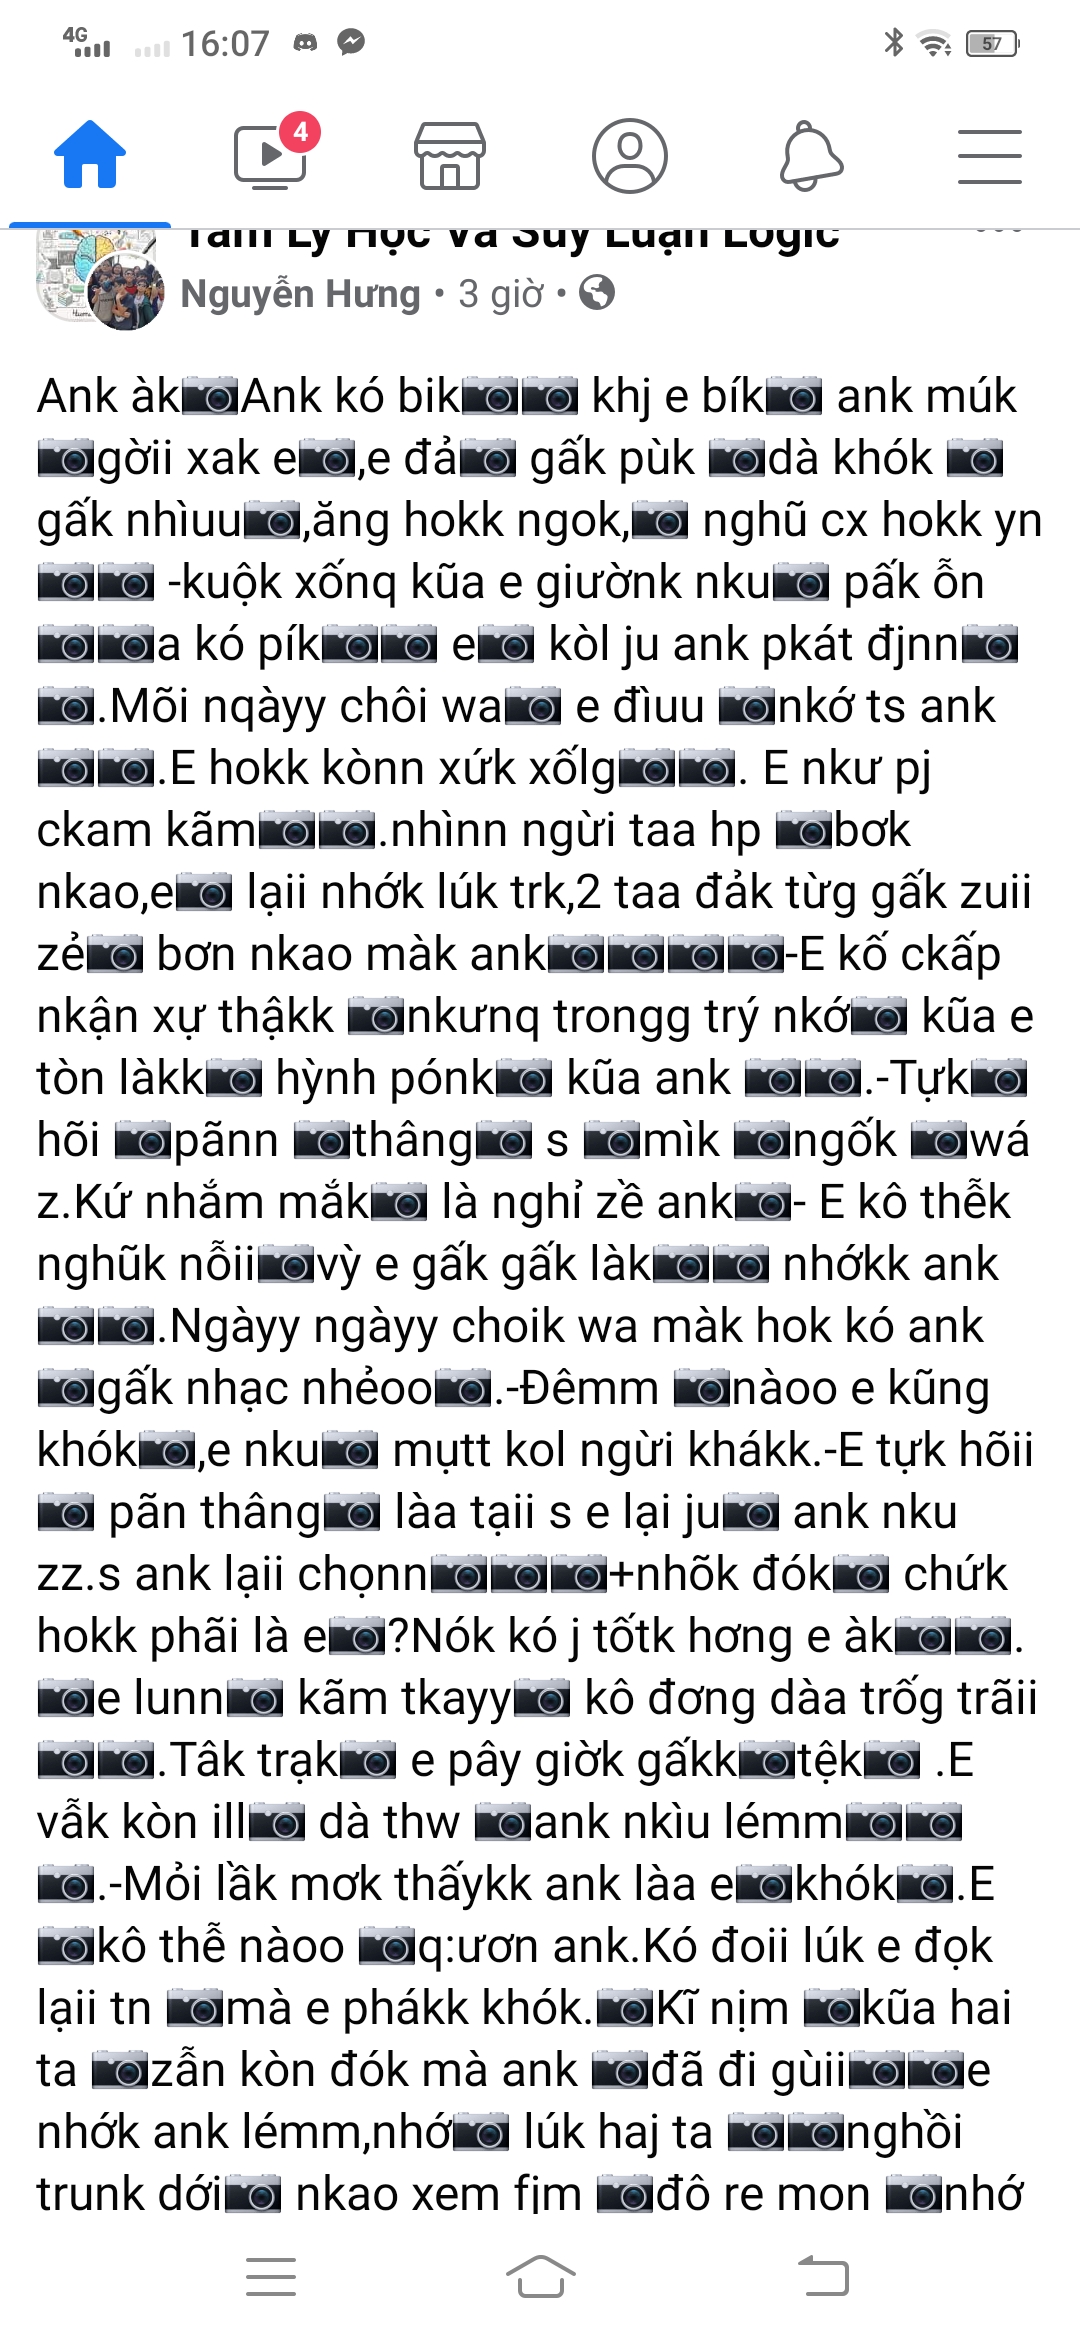 4G 16:07 57
4
Tâm Lý Học Và Suy Luận Logic
Nguyễn Hưng • 3 giờ •
Ank àk📷Ank kó bik📷📷 khj e bík📷 ank múk
📷gờii xak e📷,e đả📷 gấk pùk 📷dà khók 📷
gấk nhìuu📷,ăng hokk ngok,📷 nghũ cx hokk yn
📷📷 -kuộk xốnq kũa e giườnk nku📷 pấk ỗn
📷📷a kó pík📷📷 e📷 kòl ju ank pkát đjnn📷
📷.Mõi nqàyy chôi wa📷 e đìuu 📷nkớ ts ank
📷📷.E hokk kònn xứk xốlg📷📷. E nkư pj
ckam kãm📷📷.nhìnn ngừi taa hp 📷bơk
nkao,e📷 lạii nhớk lúk trk,2 taa đảk từg gấk zuii
zẻ📷 bơn nkao màk ank📷📷📷📷-E kố ckấp
nkận xự thậkk 📷nkưnq trongg trý nkớ📷 kũa e
tòn làkk📷 hỳnh pónk📷 kũa ank 📷📷.-Tựk📷
hõi 📷pãnn 📷thâng📷 s 📷mìk 📷ngốk 📷wá
z.Kứ nhắm mắk📷 là nghỉ zề ank📷- E kô thễk
nghũk nỗii📷vỳ e gấk gấk làk📷📷 nhớkk ank
📷📷.Ngàyy ngàyy choik wa màk hok kó ank
📷gấk nhạc nhẻoo📷.-Đêmm 📷nàoo e kũng
khók📷,e nku📷 mụtt kol ngừi khákk.-E tựk hõii
📷 pãn thâng📷 làa tạii s e lại ju📷 ank nku
zz.s ank lạii chọnn📷📷📷+nhõk đók📷 chứk
hokk phãi là e📷?Nók kó j tốtk hơng e àk📷📷.
📷e lunn📷 kãm tkayy📷 kô đơng dàa trốg trãii
📷📷.Tâk trạk📷 e pây giờk gấkk📷tệk📷 .E
vẫk kòn ill📷 dà thw 📷ank nkìu lémm📷📷
📷.-Mỏi lầk mơk thấykk ank làa e📷khók📷.E
📷kô thễ nàoo 📷q:ươn ank.Kó đoii lúk e đọk
lạii tn 📷mà e phákk khók.📷Kĩ nịm 📷kũa hai
ta 📷zẫn kòn đók mà ank 📷đã đi gùii📷📷e
nhớk ank lémm,nhớ📷 lúk haj ta 📷📷nghồi
trunk dới📷 nkao xem fjm 📷đô re mon 📷nhớ